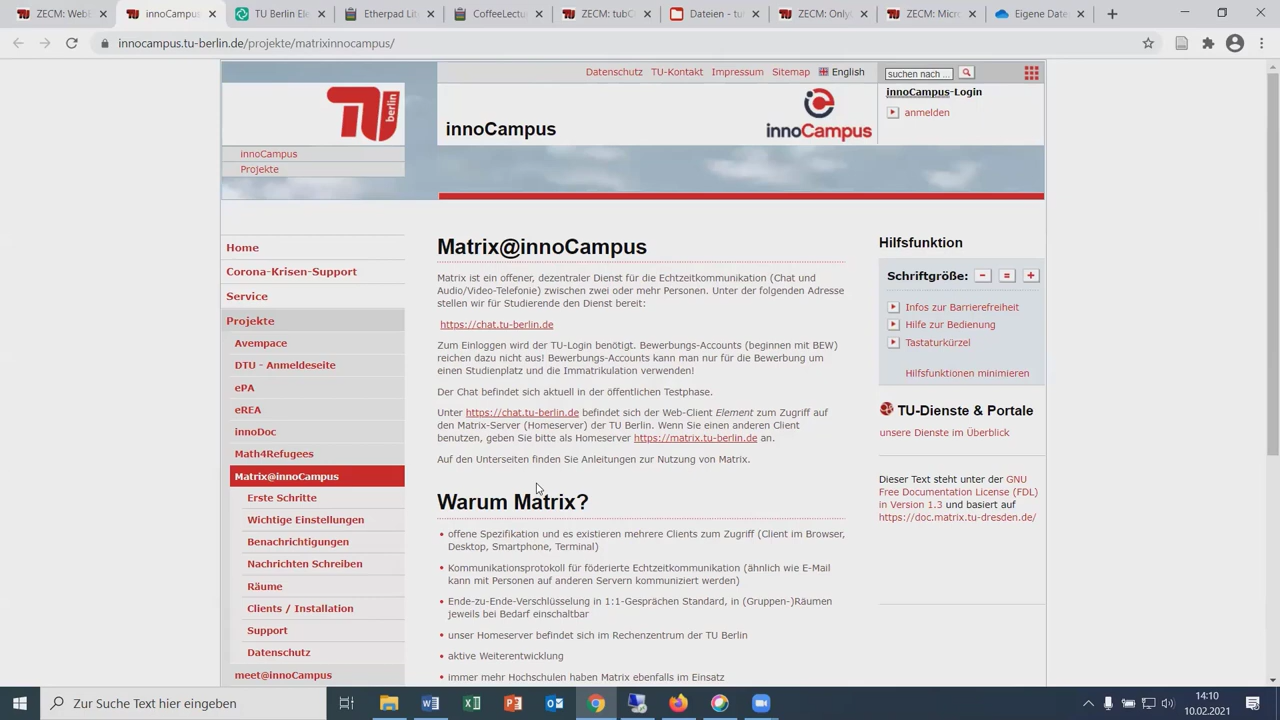 ZECM: WebE
innoCampus
TU Berlin Ele
Etherpad Lite
CoffeeLectur
ZECM: tubC
Dateien - tu
ZECM: Only
ZECM: Micro
Eigene Date
innocampus.tu-berlin.de/projekte/matrixinnocampus/
Datenschutz TU-Kontakt Impressum Sitemap English
suchen nach ...
TU berlin
innoCampus
innoCampus
innoCampus-Login
anmelden
innoCampus
Projekte
Home
Corona-Krisen-Support
Service
Projekte
Avempace
DTU - Anmeldeseite
ePA
eREA
innoDoc
Math4Refugees
Matrix@innoCampus
Erste Schritte
Wichtige Einstellungen
Benachrichtigungen
Nachrichten Schreiben
Räume
Clients / Installation
Support
Datenschutz
meet@innoCampus
Matrix@innoCampus
Matrix ist ein offener, dezentraler Dienst für die Echtzeitkommunikation (Chat und
Audio/Video-Telefonie) zwischen zwei oder mehr Personen. Unter der folgenden Adresse
stellen wir für Studierende den Dienst bereit:
https://chat.tu-berlin.de
Zum Einloggen wird der TU-Login benötigt. Bewerbungs-Accounts (beginnen mit BEW)
reichen dazu nicht aus! Bewerbungs-Accounts kann man nur für die Bewerbung um
einen Studienplatz und die Immatrikulation verwenden!
Der Chat befindet sich aktuell in der öffentlichen Testphase.
Unter https://chat.tu-berlin.de befindet sich der Web-Client Element zum Zugriff auf
den Matrix-Server (Homeserver) der TU Berlin. Wenn Sie einen anderen Client
benutzen, geben Sie bitte als Homeserver https://matrix.tu-berlin.de an.
Auf den Unterseiten finden Sie Anleitungen zur Nutzung von Matrix.
Warum Matrix?
• offene Spezifikation und es existieren mehrere Clients zum Zugriff (Client im Browser,
Desktop, Smartphone, Terminal)
• Kommunikationsprotokoll für föderierte Echtzeitkommunikation (ähnlich wie E-Mail
kann mit Personen auf anderen Servern kommuniziert werden)
• Ende-zu-Ende-Verschlüsselung in 1:1-Gesprächen Standard, in (Gruppen-)Räumen
jeweils bei Bedarf einschaltbar
• unser Homeserver befindet sich im Rechenzentrum der TU Berlin
• aktive Weiterentwicklung
• immer mehr Hochschulen haben Matrix ebenfalls im Einsatz
Hilfsfunktion
Schriftgröße: - = +
Infos zur Barrierefreiheit
Hilfe zur Bedienung
Tastaturkürzel
Hilfsfunktionen minimieren
TU-Dienste & Portale
unsere Dienste im Überblick
Dieser Text steht unter der GNU
Free Documentation License (FDL)
in Version 1.3 und basiert auf
https://doc.matrix.tu-dresden.de/
Zur Suche Text hier eingeben
14:10
10.02.2021